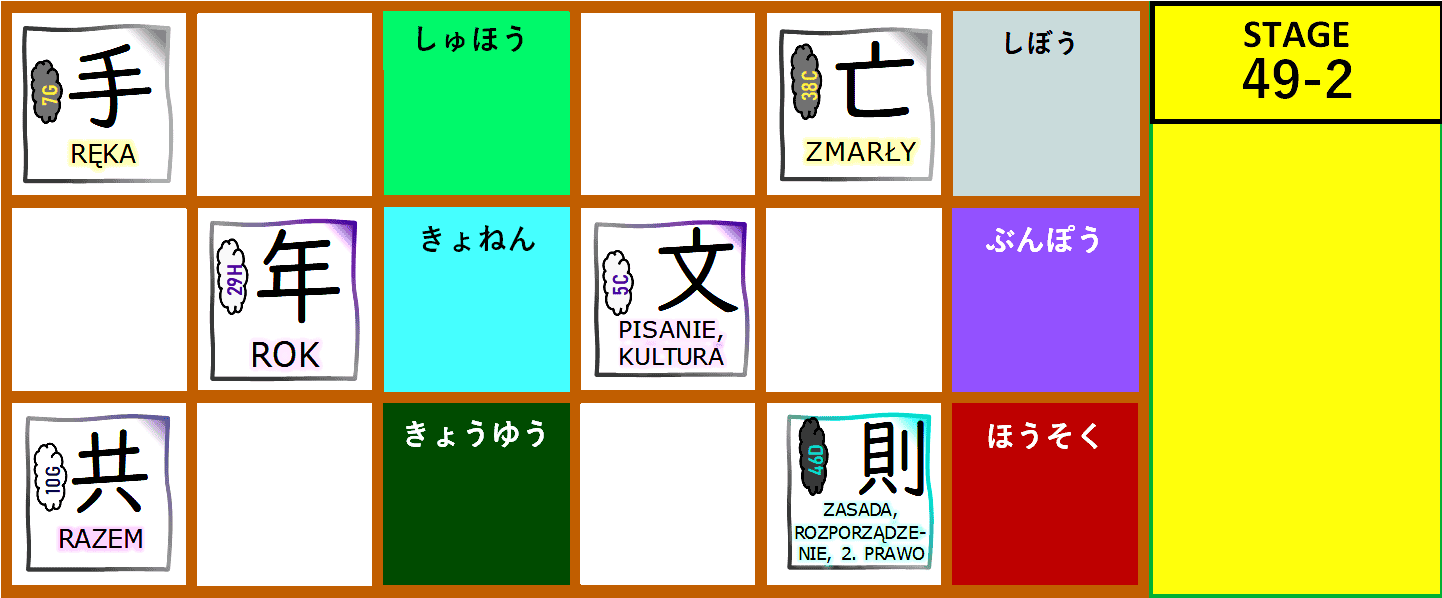 手
7G
RĘKA
しゅほう
亡
38C
ZMARŁY
しぼう
STAGE
49-2
年
29H
ROK
きょねん
文
5C
PISANIE,
KULTURA
ぶんぽう
共
10G
RAZEM
きょうゆう
則
46D
ZASADA,
ROZPORZĄDZE-
NIE, 2. PRAWO
ほうそく